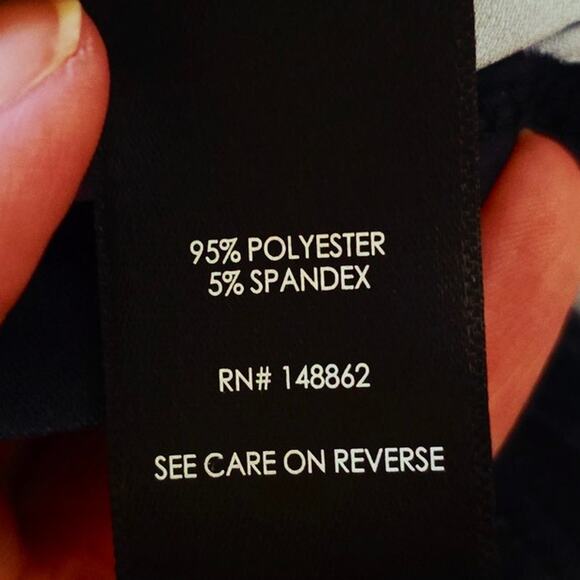 95% POLYESTER
5% SPANDEX
RN# 148862
SEE CARE ON REVERSE